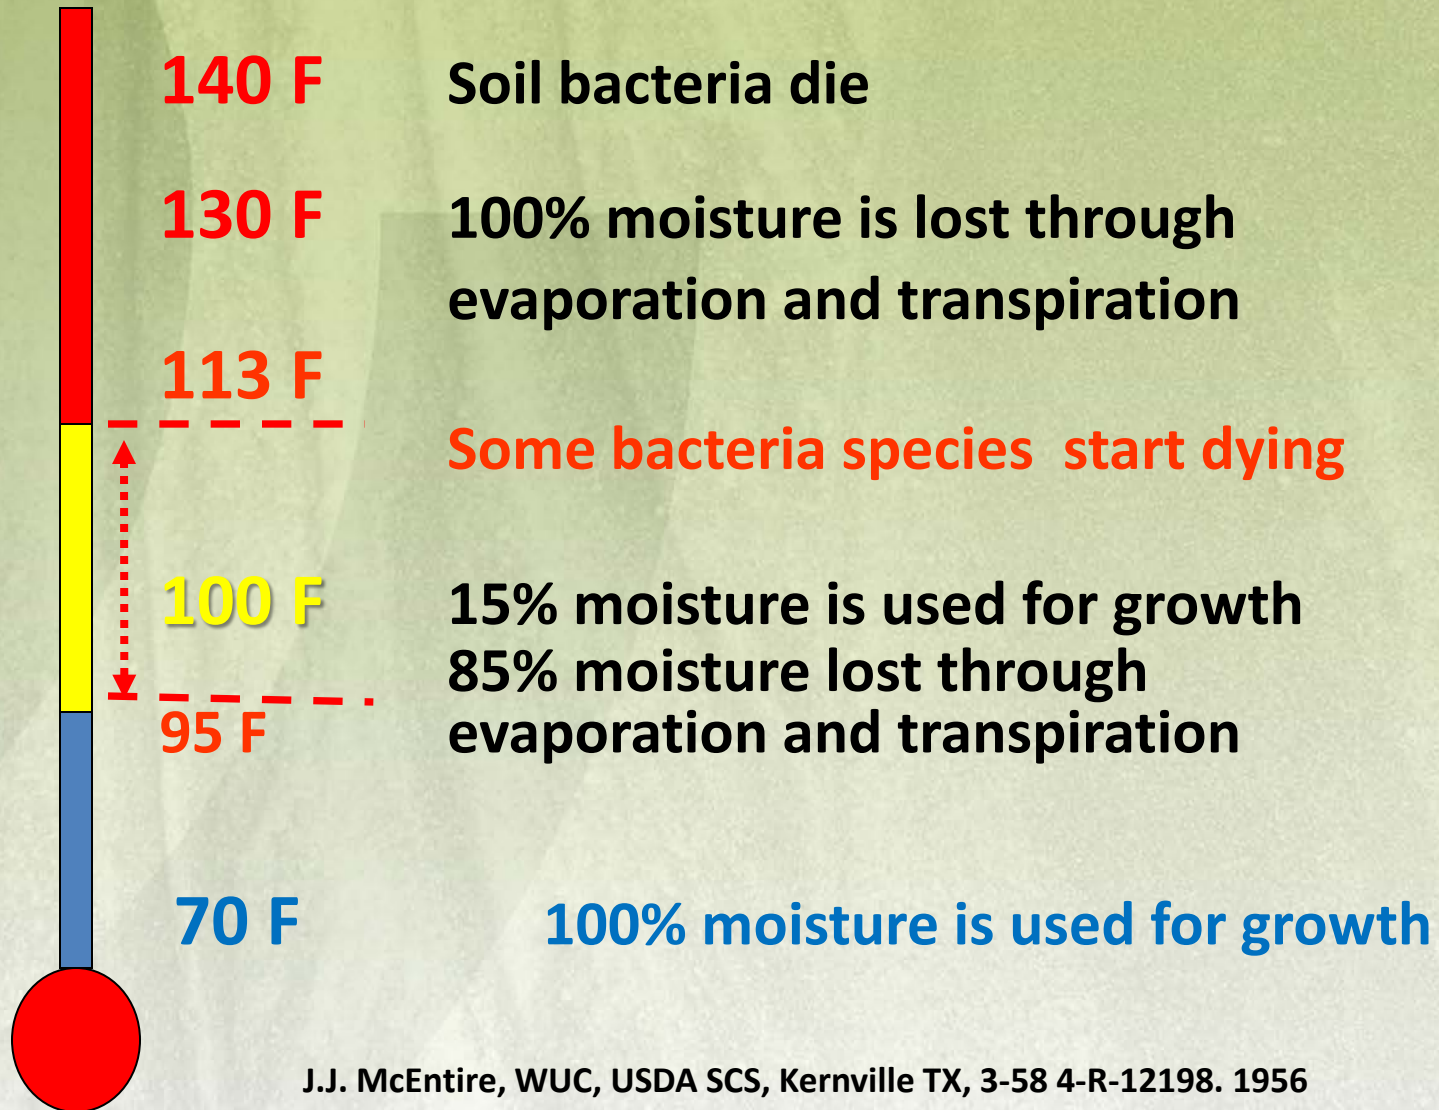 140 F Soil bacteria die
130 F 100% moisture is lost through
evaporation and transpiration
113 F
Some bacteria species start dying
100 F 15% moisture is used for growth
85% moisture lost through
95 F evaporation and transpiration
70 F 100% moisture is used for growth
J.J. McEntire, WUC, USDA SCS, Kernville TX, 3-58 4-R-12198. 1956